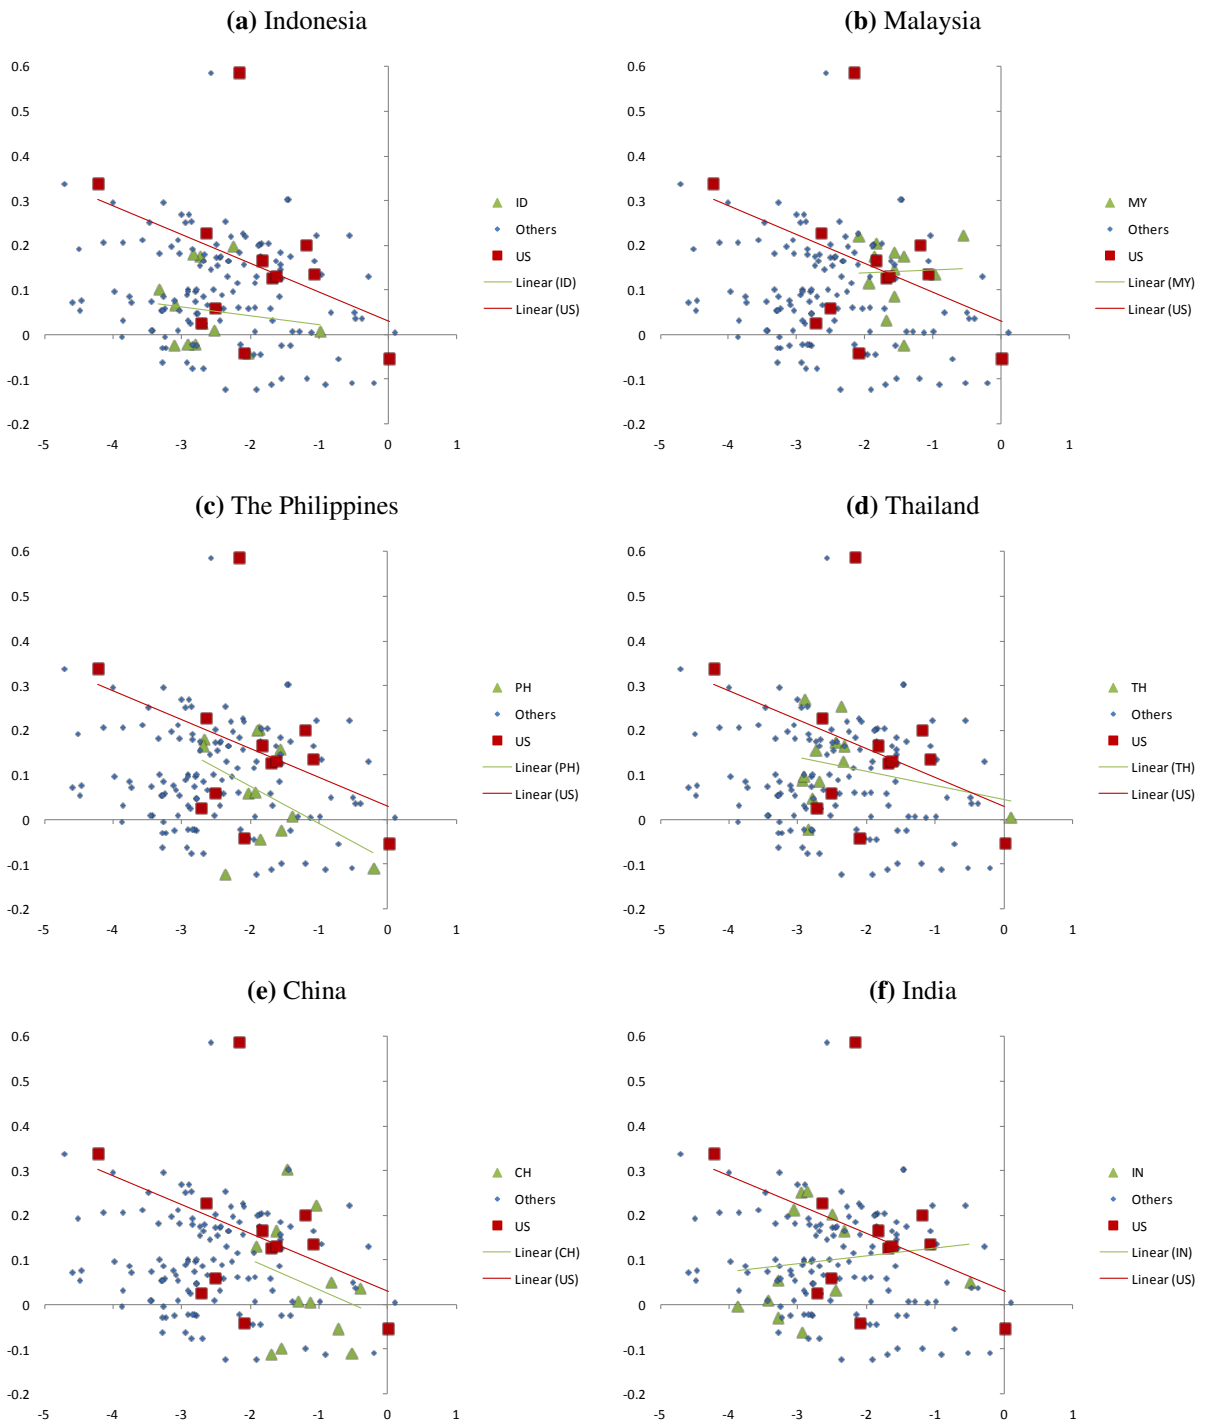 (a) Indonesia
0.6
0.5
0.4
0.3
0.2
0.1
0
-0.1
-0.2
-5 -4 -3 -2 -1 0 1
ID
Others
US
Linear (ID)
Linear (US)
(b) Malaysia
0.6
0.5
0.4
0.3
0.2
0.1
0
-0.1
-0.2
-5 -4 -3 -2 -1 0 1
MY
Others
US
Linear (MY)
Linear (US)
(c) The Philippines
0.6
0.5
0.4
0.3
0.2
0.1
0
-0.1
-0.2
-5 -4 -3 -2 -1 0 1
PH
Others
US
Linear (PH)
Linear (US)
(d) Thailand
0.6
0.5
0.4
0.3
0.2
0.1
0
-0.1
-0.2
-5 -4 -3 -2 -1 0 1
TH
Others
US
Linear (TH)
Linear (US)
(e) China
0.6
0.5
0.4
0.3
0.2
0.1
0
-0.1
-0.2
-5 -4 -3 -2 -1 0 1
CH
Others
US
Linear (CH)
Linear (US)
(f) India
0.6
0.5
0.4
0.3
0.2
0.1
0
-0.1
-0.2
-5 -4 -3 -2 -1 0 1
IN
Others
US
Linear (IN)
Linear (US)